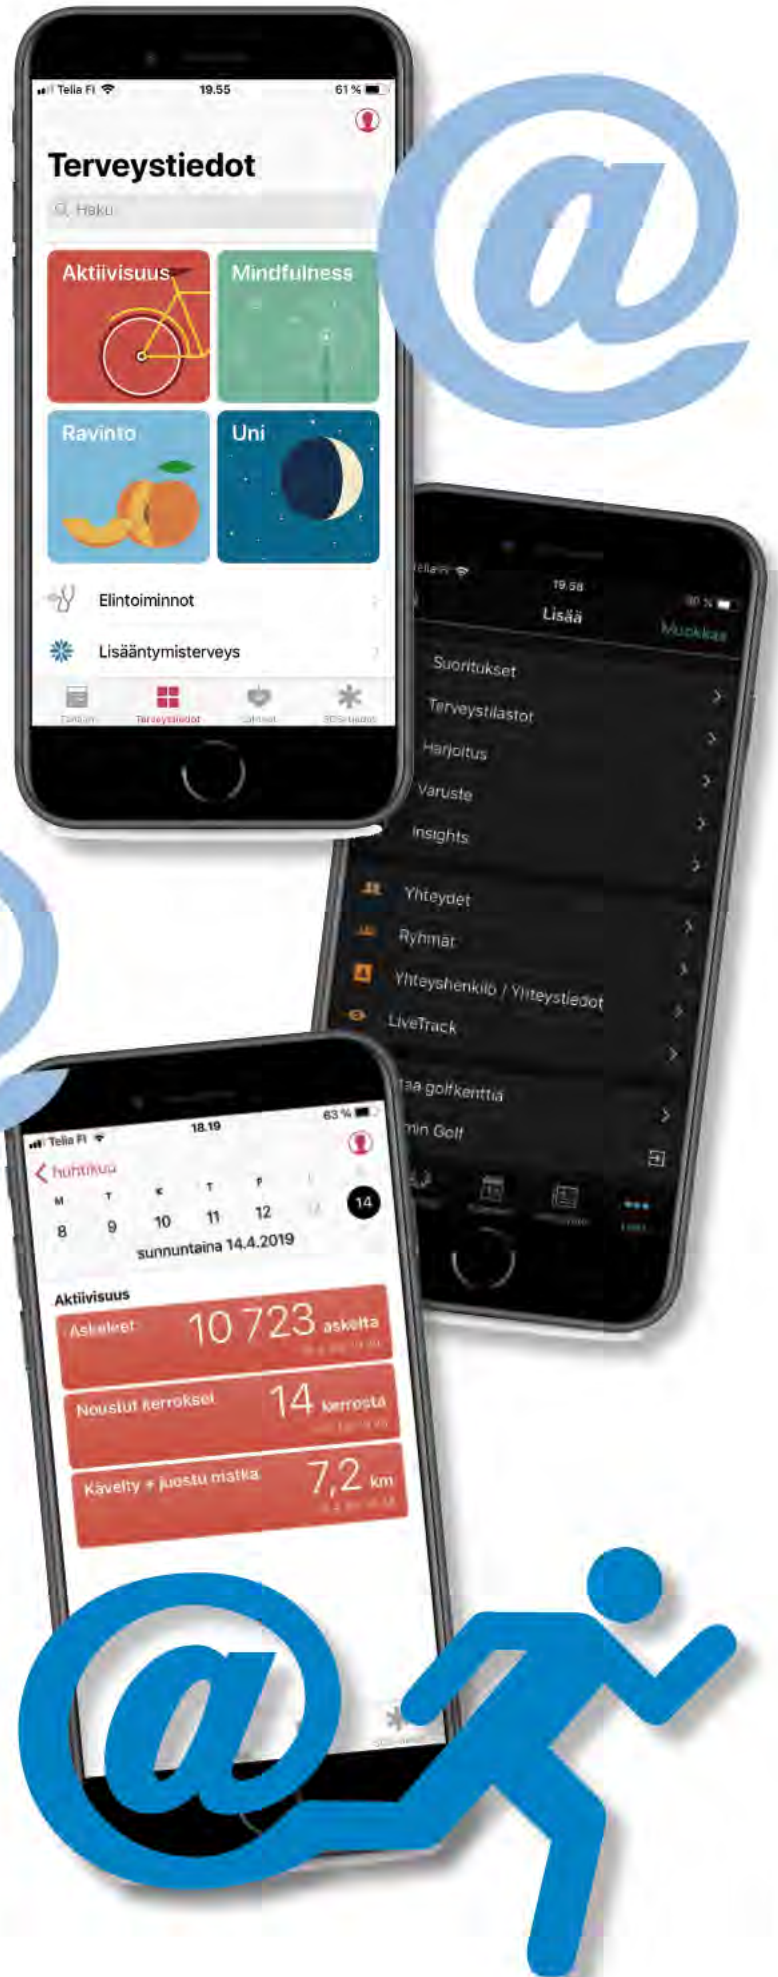 Telia FI 19.55 61 %
Terveystiedot
Haku
Aktiivisuus Mindfulness
Ravinto Uni
Elintoiminnot
Lisääntymisterveys
Terveystiedot
@
19.58
Lisää Muokkaa
Suoritukset
Terveystilastot
Harjoitus
Varuste
Insights
Yhteydet
Ryhmät
Yhteyshenkilö / Yhteystiedot
LiveTrack
taa golfkenttiä
min Golf
Telia FI 18.19 63 %
huhtikuu
M T K T P
8 9 10 11 12 14
sunnuntaina 14.4.2019
Aktiivisuus
Askeleet 10 723 askelta
Noustut kerrokset 14 kerrosta
Kävelty + juostu matka 7,2 km
@